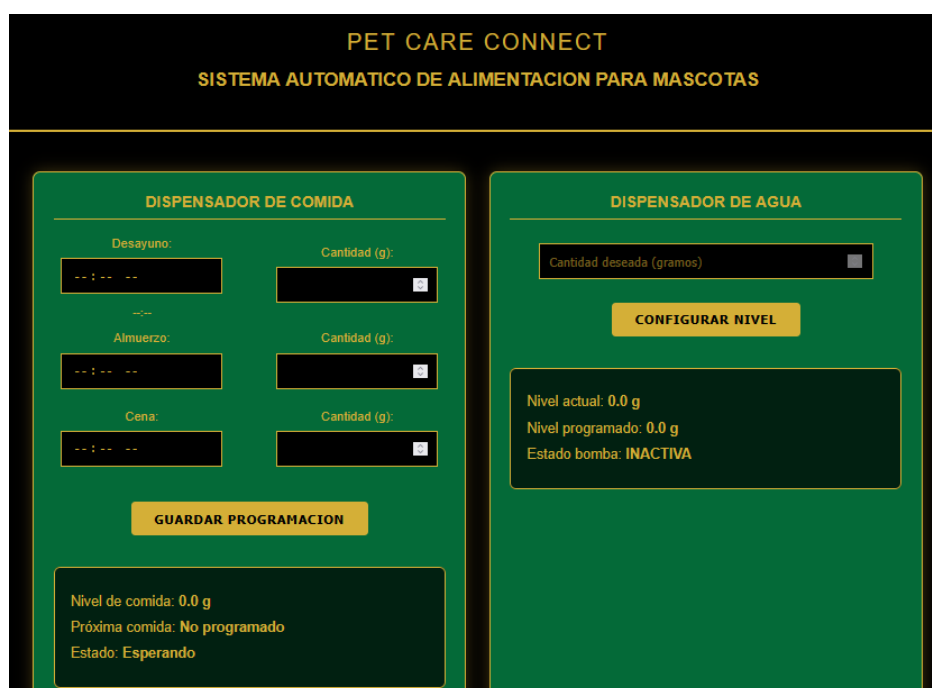 PET CARE CONNECT
SISTEMA AUTOMATICO DE ALIMENTACION PARA MASCOTAS
DISPENSADOR DE COMIDA
Desayuno:
Cantidad (g):
--:-- --
--:--
Almuerzo:
Cantidad (g):
--:-- --
Cena:
Cantidad (g):
--:-- --
GUARDAR PROGRAMACION
Nivel de comida: 0.0 g
Próxima comida: No programado
Estado: Esperando
DISPENSADOR DE AGUA
Cantidad deseada (gramos)
CONFIGURAR NIVEL
Nivel actual: 0.0 g
Nivel programado: 0.0 g
Estado bomba: INACTIVA